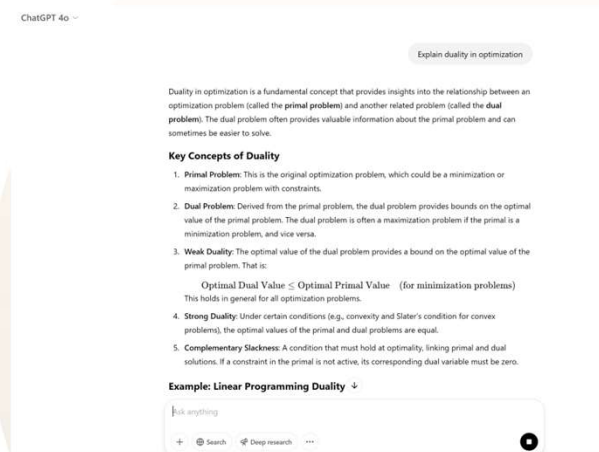 ChatGPT 4o
Explain duality in optimization
Duality in optimization is a fundamental concept that provides insights into the relationship between an
optimization problem (called the primal problem) and another related problem (called the dual
problem). The dual problem often provides valuable information about the primal problem and can
sometimes be easier to solve.
Key Concepts of Duality
1. Primal Problem: This is the original optimization problem, which could be a minimization or
maximization problem with constraints.
2. Dual Problem: Derived from the primal problem, the dual problem provides bounds on the optimal
value of the primal problem. The dual problem is often a maximization problem if the primal is a
minimization problem, and vice versa.
3. Weak Duality: The optimal value of the dual problem provides a bound on the optimal value of the
primal problem. That is:
Optimal Dual Value ≤ Optimal Primal Value (for minimization problems)
This holds in general for all optimization problems.
4. Strong Duality: Under certain conditions (e.g., convexity and Slater's condition for convex
problems), the optimal values of the primal and dual problems are equal.
5. Complementary Slackness: A condition that must hold at optimality, linking primal and dual
solutions. If a constraint in the primal is not active, its corresponding dual variable must be zero.
Example: Linear Programming Duality
Ask anything
Search Deep research